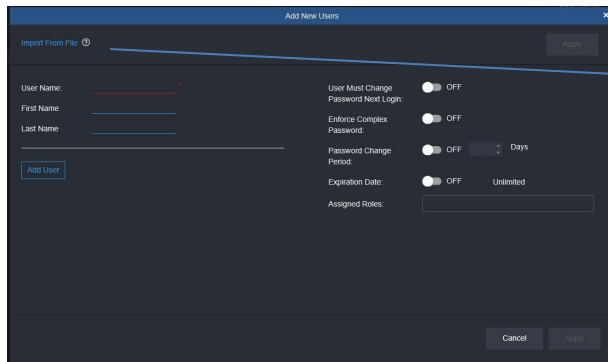 Add New Users
×
Import From File ?
Apply
User Name: *
First Name
Last Name
Add User
User Must Change
Password Next Login:
OFF
Enforce Complex
Password:
OFF
Password Change
Period:
OFF
Days
Expiration Date:
OFF
Unlimited
Assigned Roles:
Cancel
Apply